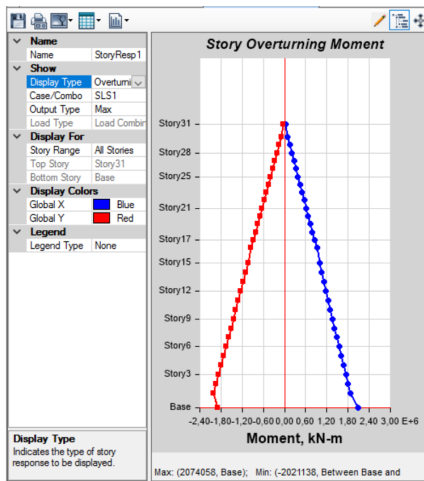 Story Overturning Moment
Name
Name StoryResp1
Show
Display Type Overturni
Case/Combo SLS1
Output Type Max
Load Type Load Combin
Display For
Story Range All Stories
Top Story Story31
Bottom Story Base
Display Colors
Global X Blue
Global Y Red
Legend
Legend Type None
Story31
Story28
Story25
Story21
Story17
Story15
Story12
Story9
Story6
Story3
Base
-2,40 -1,80 -1,20 -0,60 0,00 0,60 1,20 1,80 2,40 3,00 E+6
Moment, kN-m
Display Type
Indicates the type of story
response to be displayed.
Max: (2074058, Base); Min: (-2021138, Between Base and